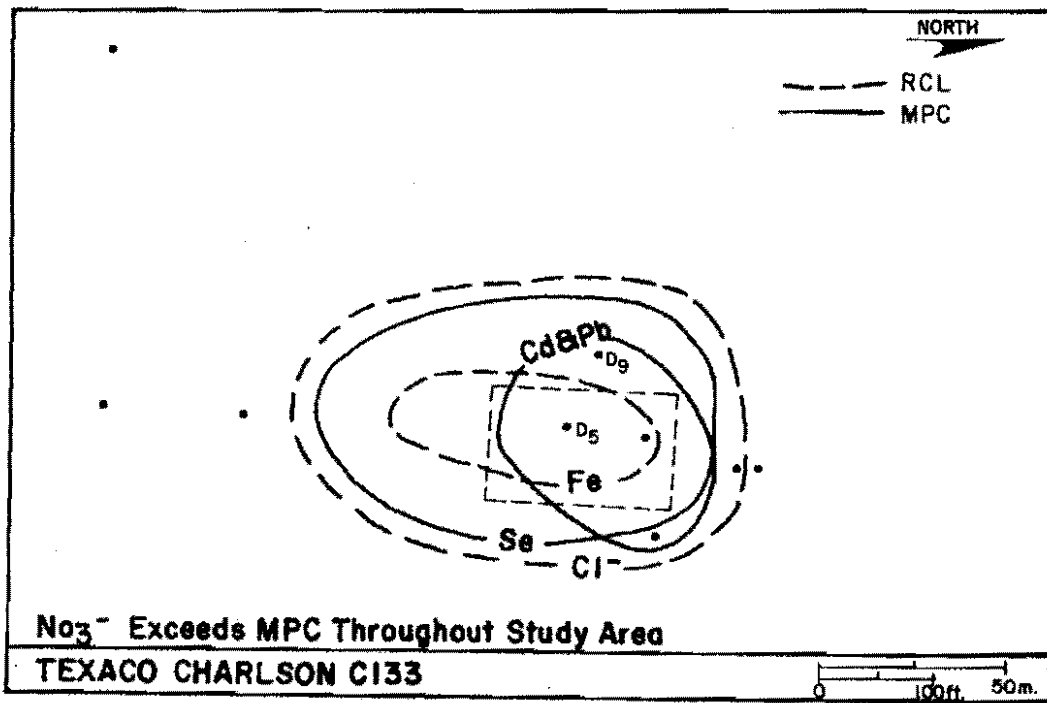 NORTH
RCL
MPC
Cd&Pb
D9
D5
Fe
Se
Cl-
No3- Exceeds MPC Throughout Study Area
TEXACO CHARLSON C133
0 100ft. 50m.